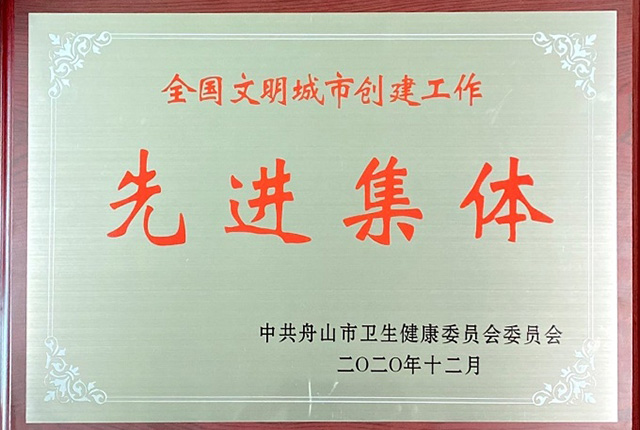 全国文明城市创建工作
先进集体
中共舟山市卫生健康委员会委员会
二〇二〇年十二月